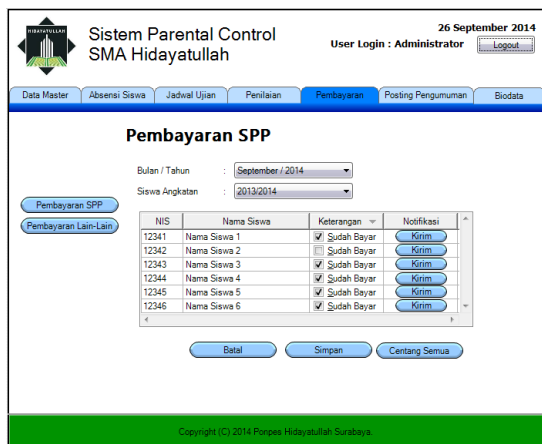 HIDAYATULLAH
Sistem Parental Control
SMA Hidayatullah
26 September 2014
User Login : Administrator Logout
Data Master Absensi Siswa Jadwal Ujian Penilaian Pembayaran Posting Pengumuman Biodata
Pembayaran SPP
Bulan / Tahun : September / 2014
Siswa Angkatan : 2013/2014
Pembayaran SPP
Pembayaran Lain-Lain
NIS Nama Siswa Keterangan Notifikasi
12341 Nama Siswa 1 Sudah Bayar Kirim
12342 Nama Siswa 2 Sudah Bayar Kirim
12343 Nama Siswa 3 Sudah Bayar Kirim
12344 Nama Siswa 4 Sudah Bayar Kirim
12345 Nama Siswa 5 Sudah Bayar Kirim
12346 Nama Siswa 6 Sudah Bayar Kirim
Batal Simpan Centang Semua
Copyright (C) 2014 Ponpes Hidayatullah Surabaya.